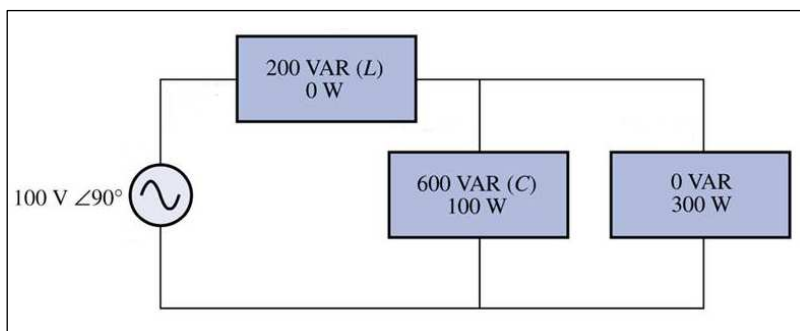 200 VAR (L)
0 W
100 V ∠90°
600 VAR (C)
100 W
0 VAR
300 W